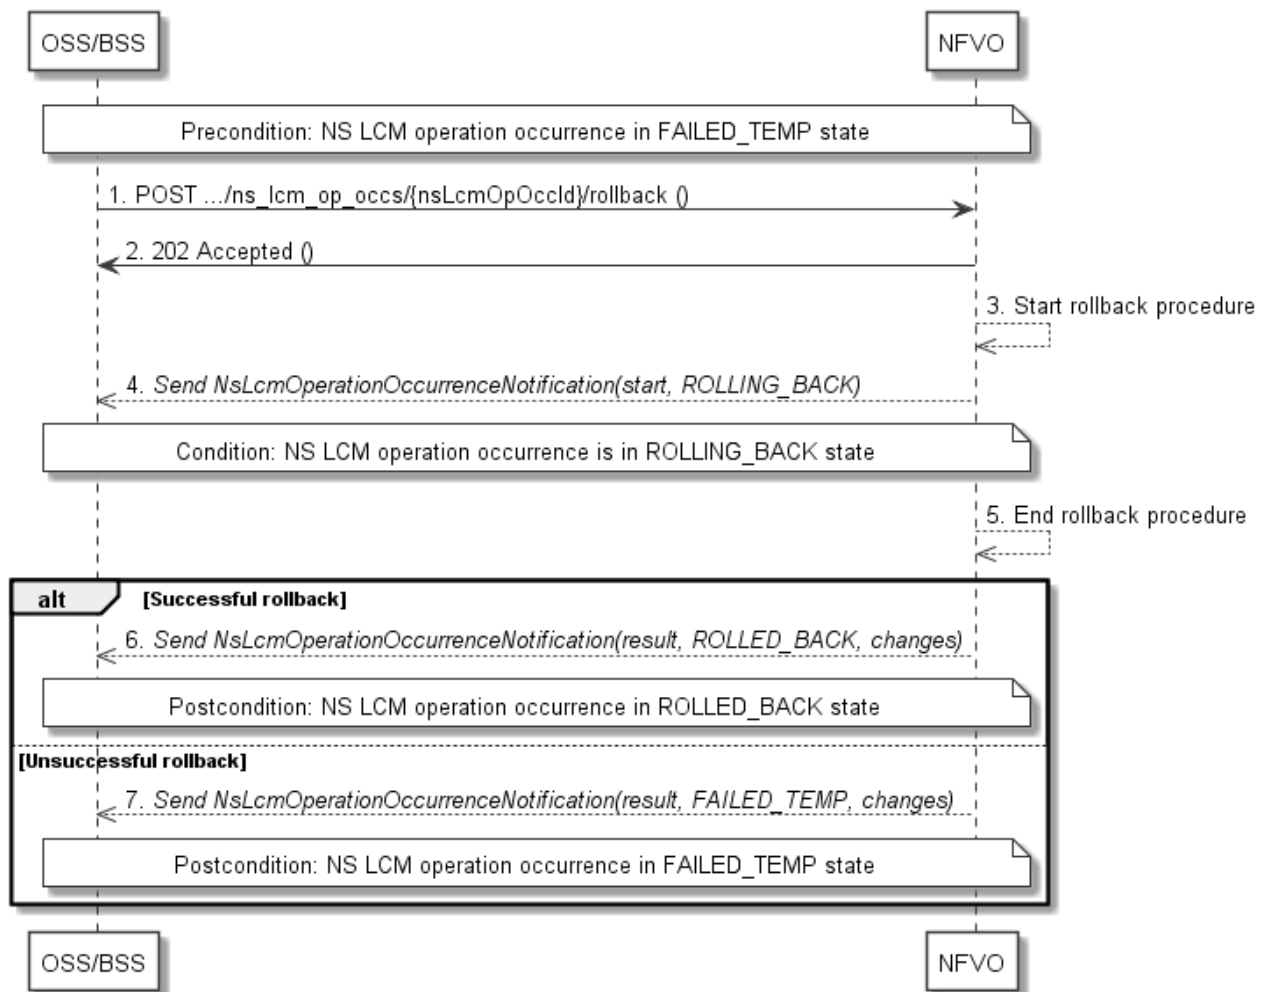 OSS/BSS
NFVO
Precondition: NS LCM operation occurrence in FAILED_TEMP state
1. POST .../ns_lcm_op_occs/{nsLcmOpOccId}/rollback ()
2. 202 Accepted ()
3. Start rollback procedure
4. Send NsLcmOperationOccurrenceNotification(start, ROLLING_BACK)
Condition: NS LCM operation occurrence is in ROLLING_BACK state
5. End rollback procedure
alt
[Successful rollback]
6. Send NsLcmOperationOccurrenceNotification(result, ROLLED_BACK, changes)
Postcondition: NS LCM operation occurrence in ROLLED_BACK state
[Unsuccessful rollback]
7. Send NsLcmOperationOccurrenceNotification(result, FAILED_TEMP, changes)
Postcondition: NS LCM operation occurrence in FAILED_TEMP state
OSS/BSS
NFVO